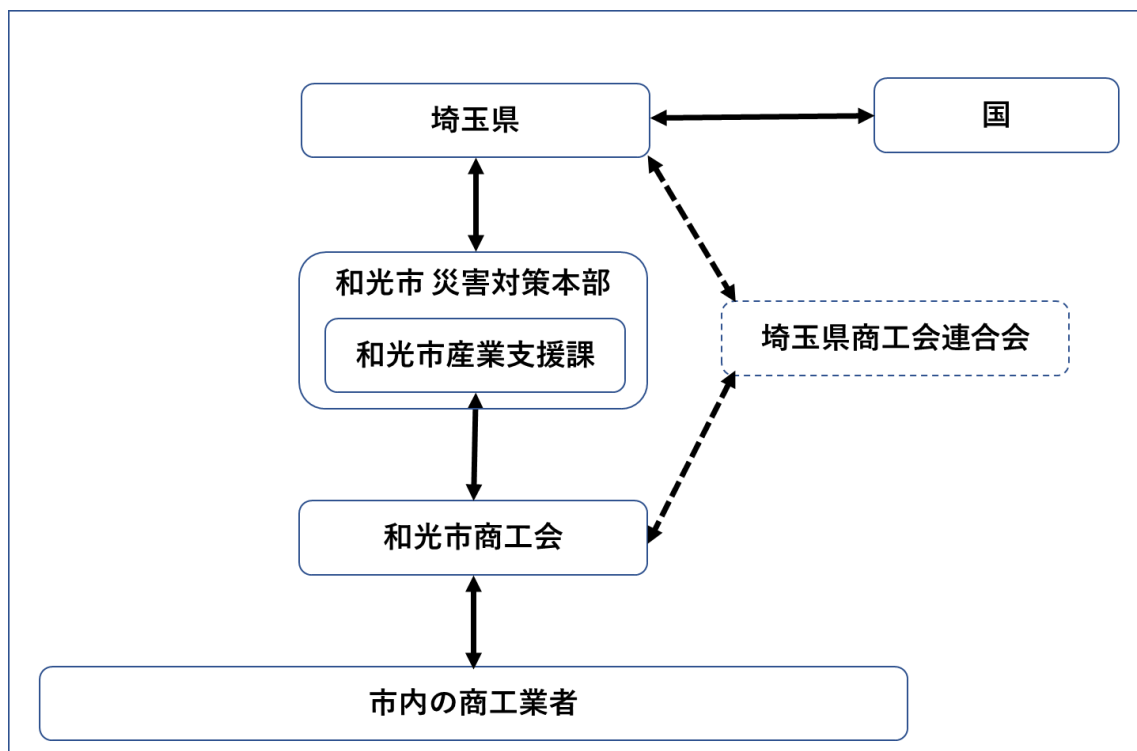 埼玉県
国
和光市 災害対策本部
和光市産業支援課
埼玉県商工会連合会
和光市商工会
市内の商工業者